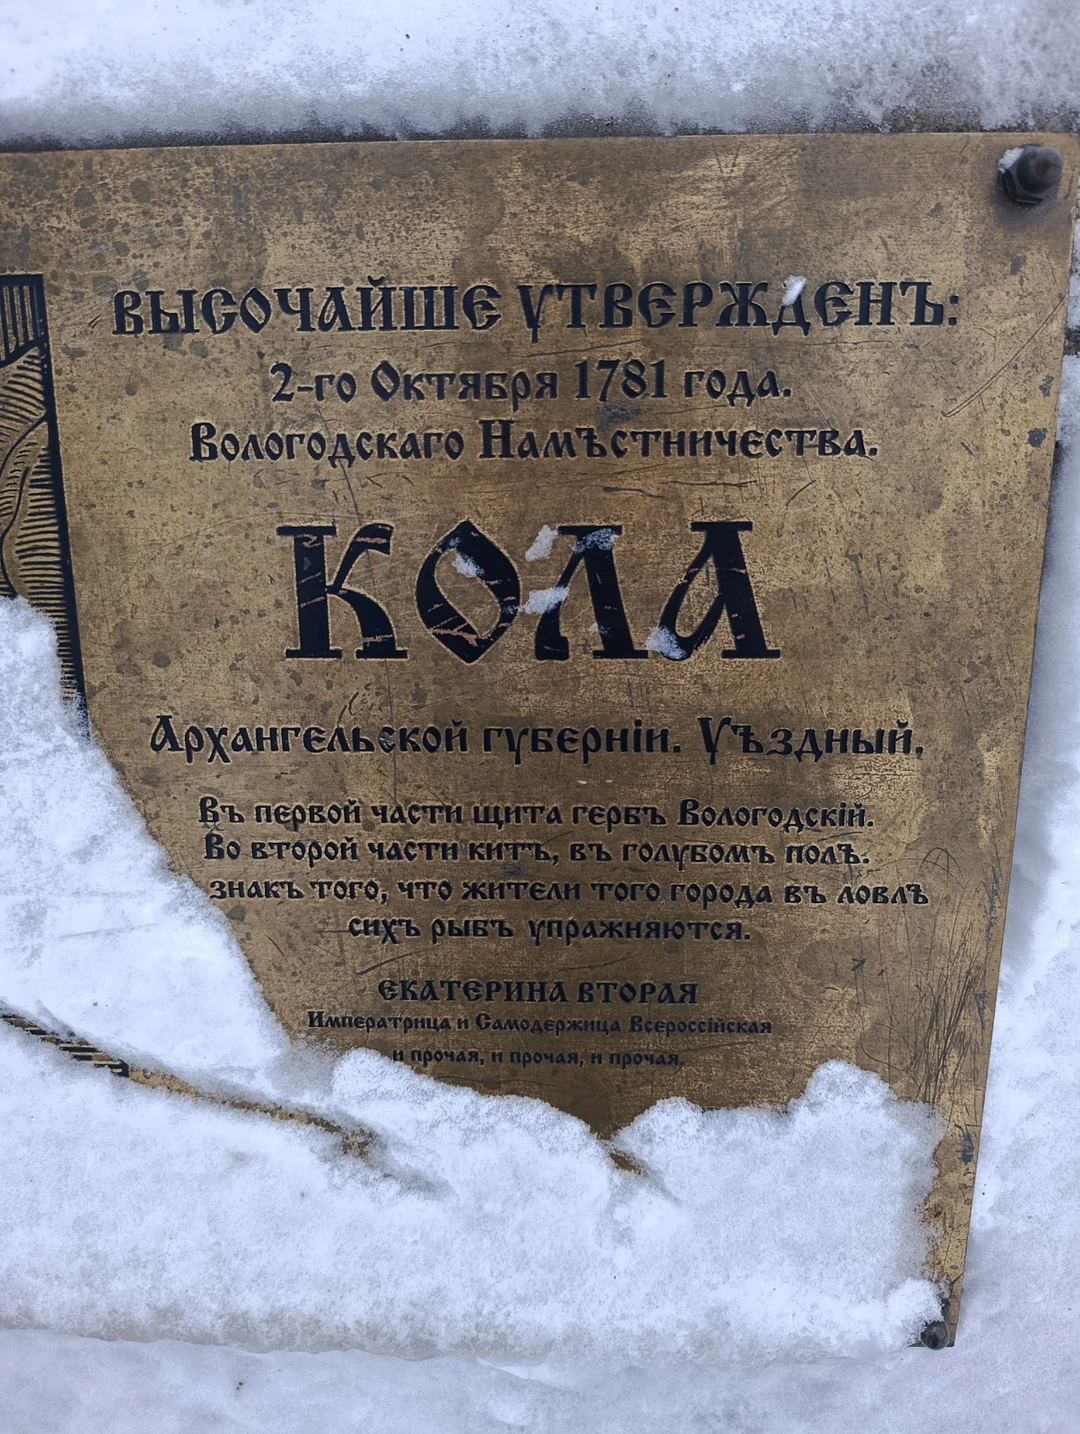 ВЫСОЧАЙШЕ УТВЕРЖДЕНЪ:
2-го Октября 1781 года.
Вологодскаго Намѣстничества.
КОЛА
Архангельской губерніи. Уѣздный.
Въ первой части щита гербъ Вологодскій.
Во второй части китъ, въ голубомъ полѣ.
знакъ того, что жители того города въ ловлѣ
сихъ рыбъ упражняются.
ЕКАТЕРИНА ВТОРАЯ
Императрица и Самодержица Всероссійская
и прочая, и прочая, и прочая.